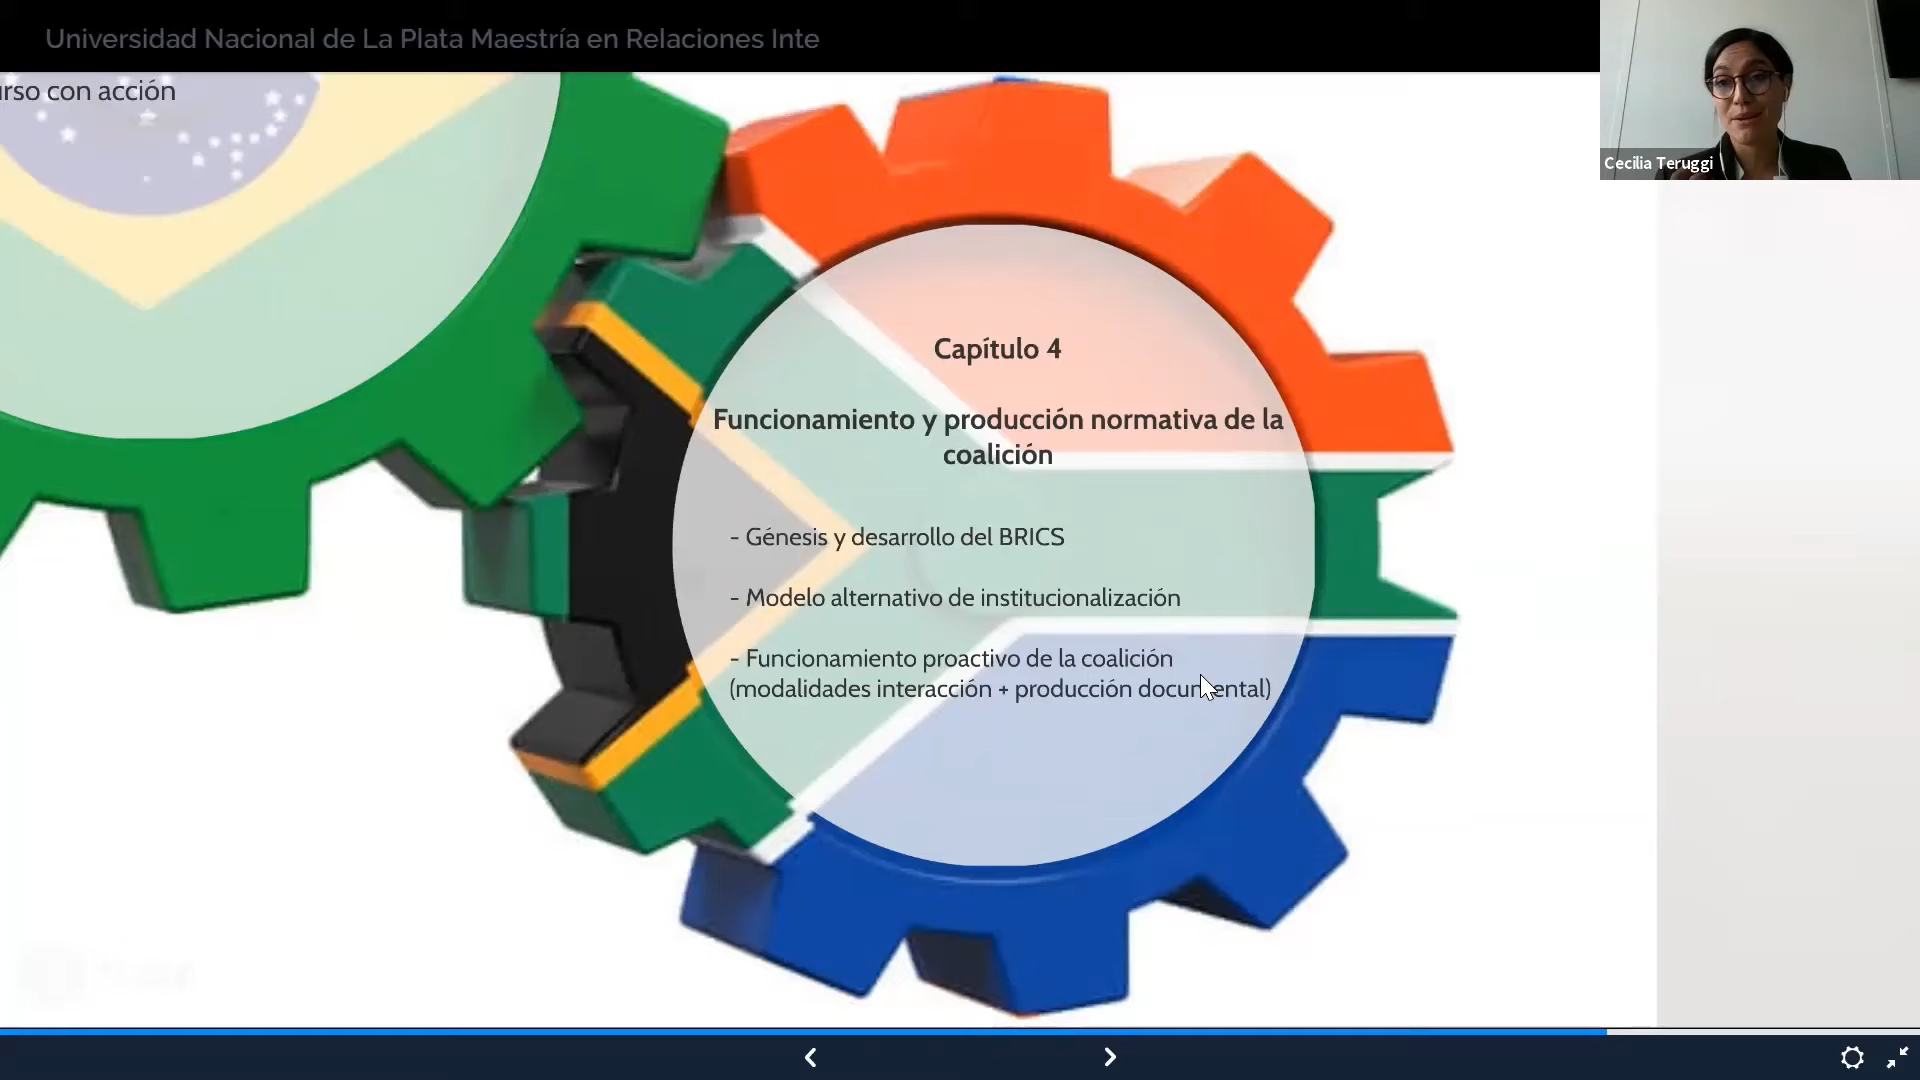 Universidad Nacional de La Plata Maestría en Relaciones Inte
urso con acción
Cecilia Teruggi
Capítulo 4
Funcionamiento y producción normativa de la
coalición
- Génesis y desarrollo del BRICS
- Modelo alternativo de institucionalización
- Funcionamiento proactivo de la coalición
(modalidades interacción + producción documental)